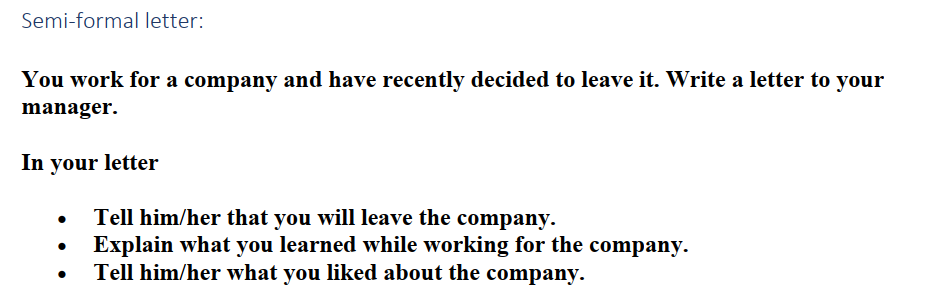 Semi-formal letter:
You work for a company and have recently decided to leave it. Write a letter to your
manager.
In your letter
• Tell him/her that you will leave the company.
• Explain what you learned while working for the company.
• Tell him/her what you liked about the company.